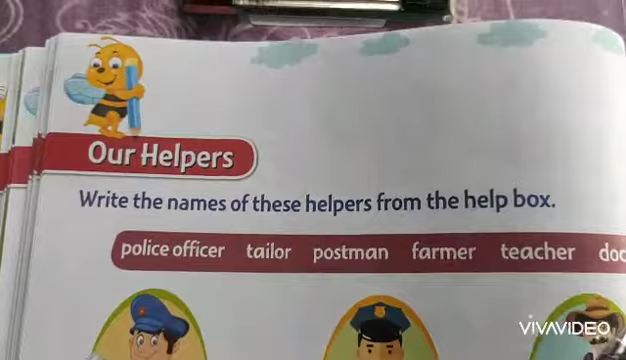 Our Helpers
Write the names of these helpers from the help box.
police officer tailor postman farmer teacher
VIVAVIDEO